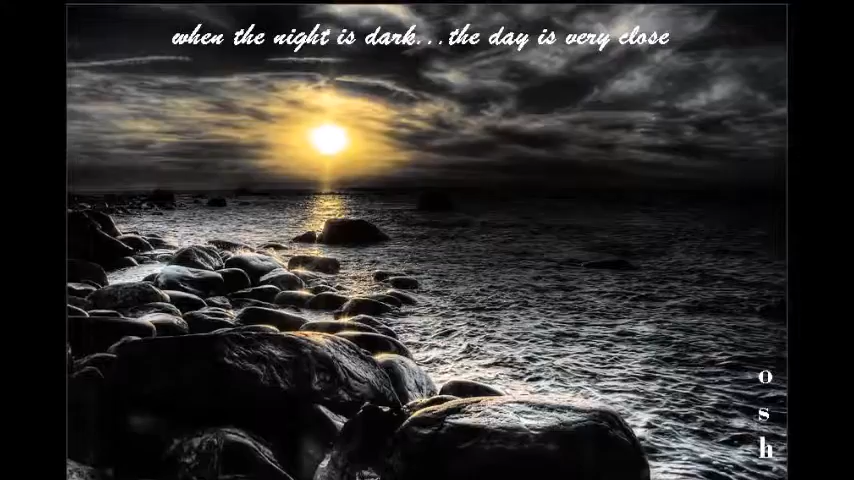 when the night is dark...the day is very close
o
s
h